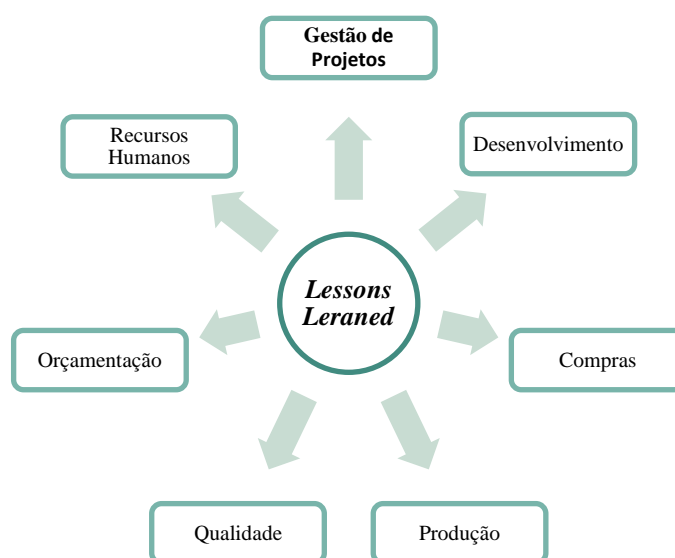 Gestão de
Projetos
Recursos
Humanos
Desenvolvimento
Lessons
Leraned
Orçamentação
Compras
Qualidade
Produção